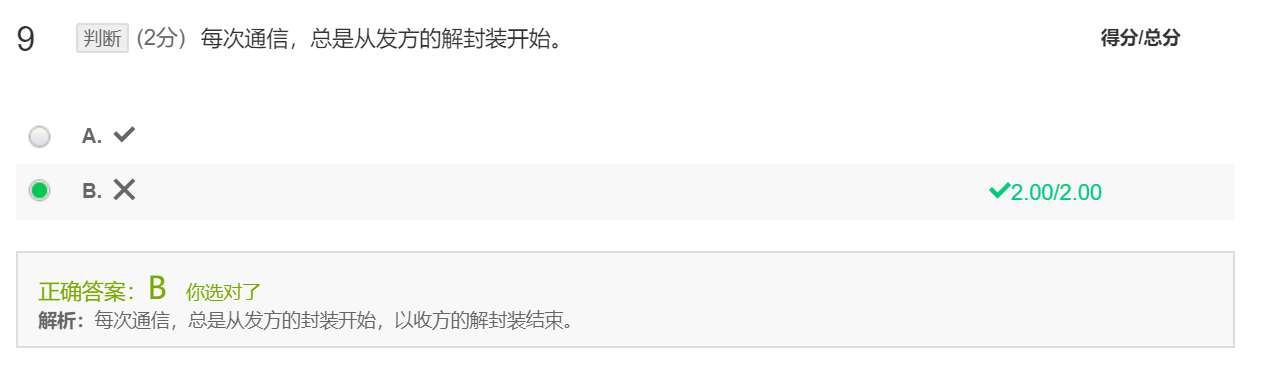 9 判断 (2分) 每次通信，总是从发方的解封装开始。 得分/总分
A. ✓
B. ✕ ✓2.00/2.00
正确答案：B 你选对了
解析：每次通信，总是从发方的封装开始，以收方的解封装结束。